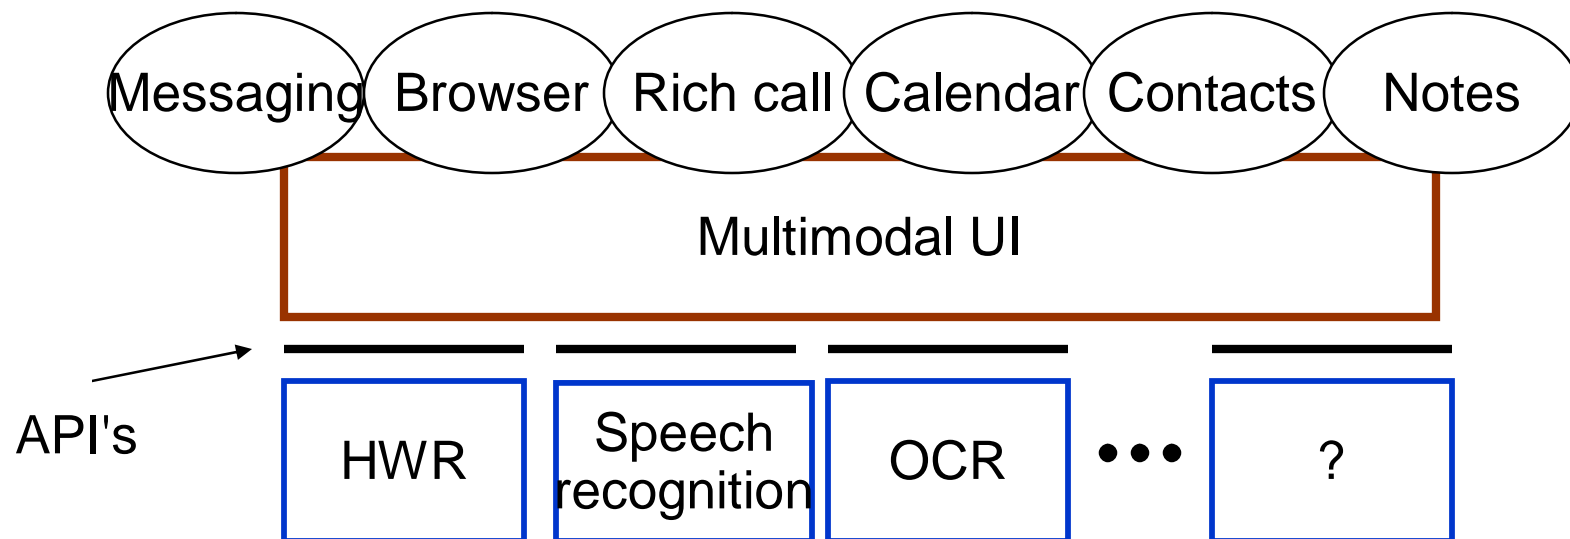 Messaging Browser Rich call Calendar Contacts Notes
Multimodal UI
API's
HWR
Speech
recognition
OCR
•••
?